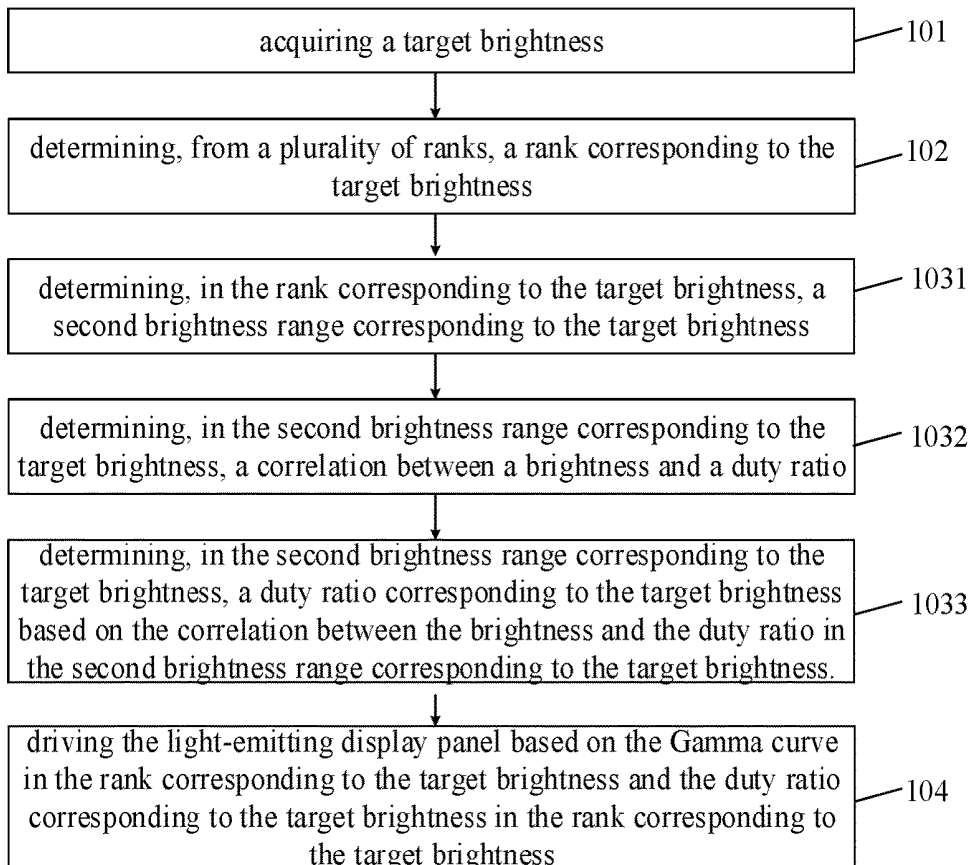 acquiring a target brightness
101
determining, from a plurality of ranks, a rank corresponding to the
target brightness
102
determining, in the rank corresponding to the target brightness, a
second brightness range corresponding to the target brightness
1031
determining, in the second brightness range corresponding to the
target brightness, a correlation between a brightness and a duty ratio
1032
determining, in the second brightness range corresponding to the
target brightness, a duty ratio corresponding to the target brightness
based on the correlation between the brightness and the duty ratio in
the second brightness range corresponding to the target brightness.
1033
driving the light-emitting display panel based on the Gamma curve
in the rank corresponding to the target brightness and the duty ratio
corresponding to the target brightness in the rank corresponding to
the target brightness
104